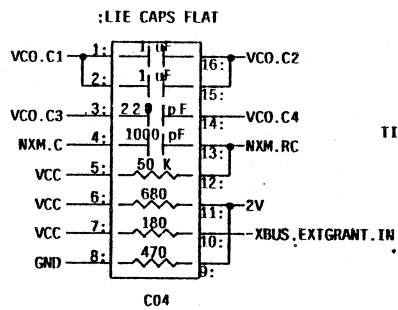 ;LIE CAPS FLAT
VCO.C1 1: 1 uF 16: VCO.C2
2: 1 uF 15:
VCO.C3 3: 220 pF 14: VCO.C4
NXM.C 4: 1000 pF 13: NXM.RC
VCC 5: 50 K 12:
VCC 6: 680 11: 2V
VCC 7: 180 10: XBUS.EXTGRANT.IN
GND 8: 470 9:
C04
TI